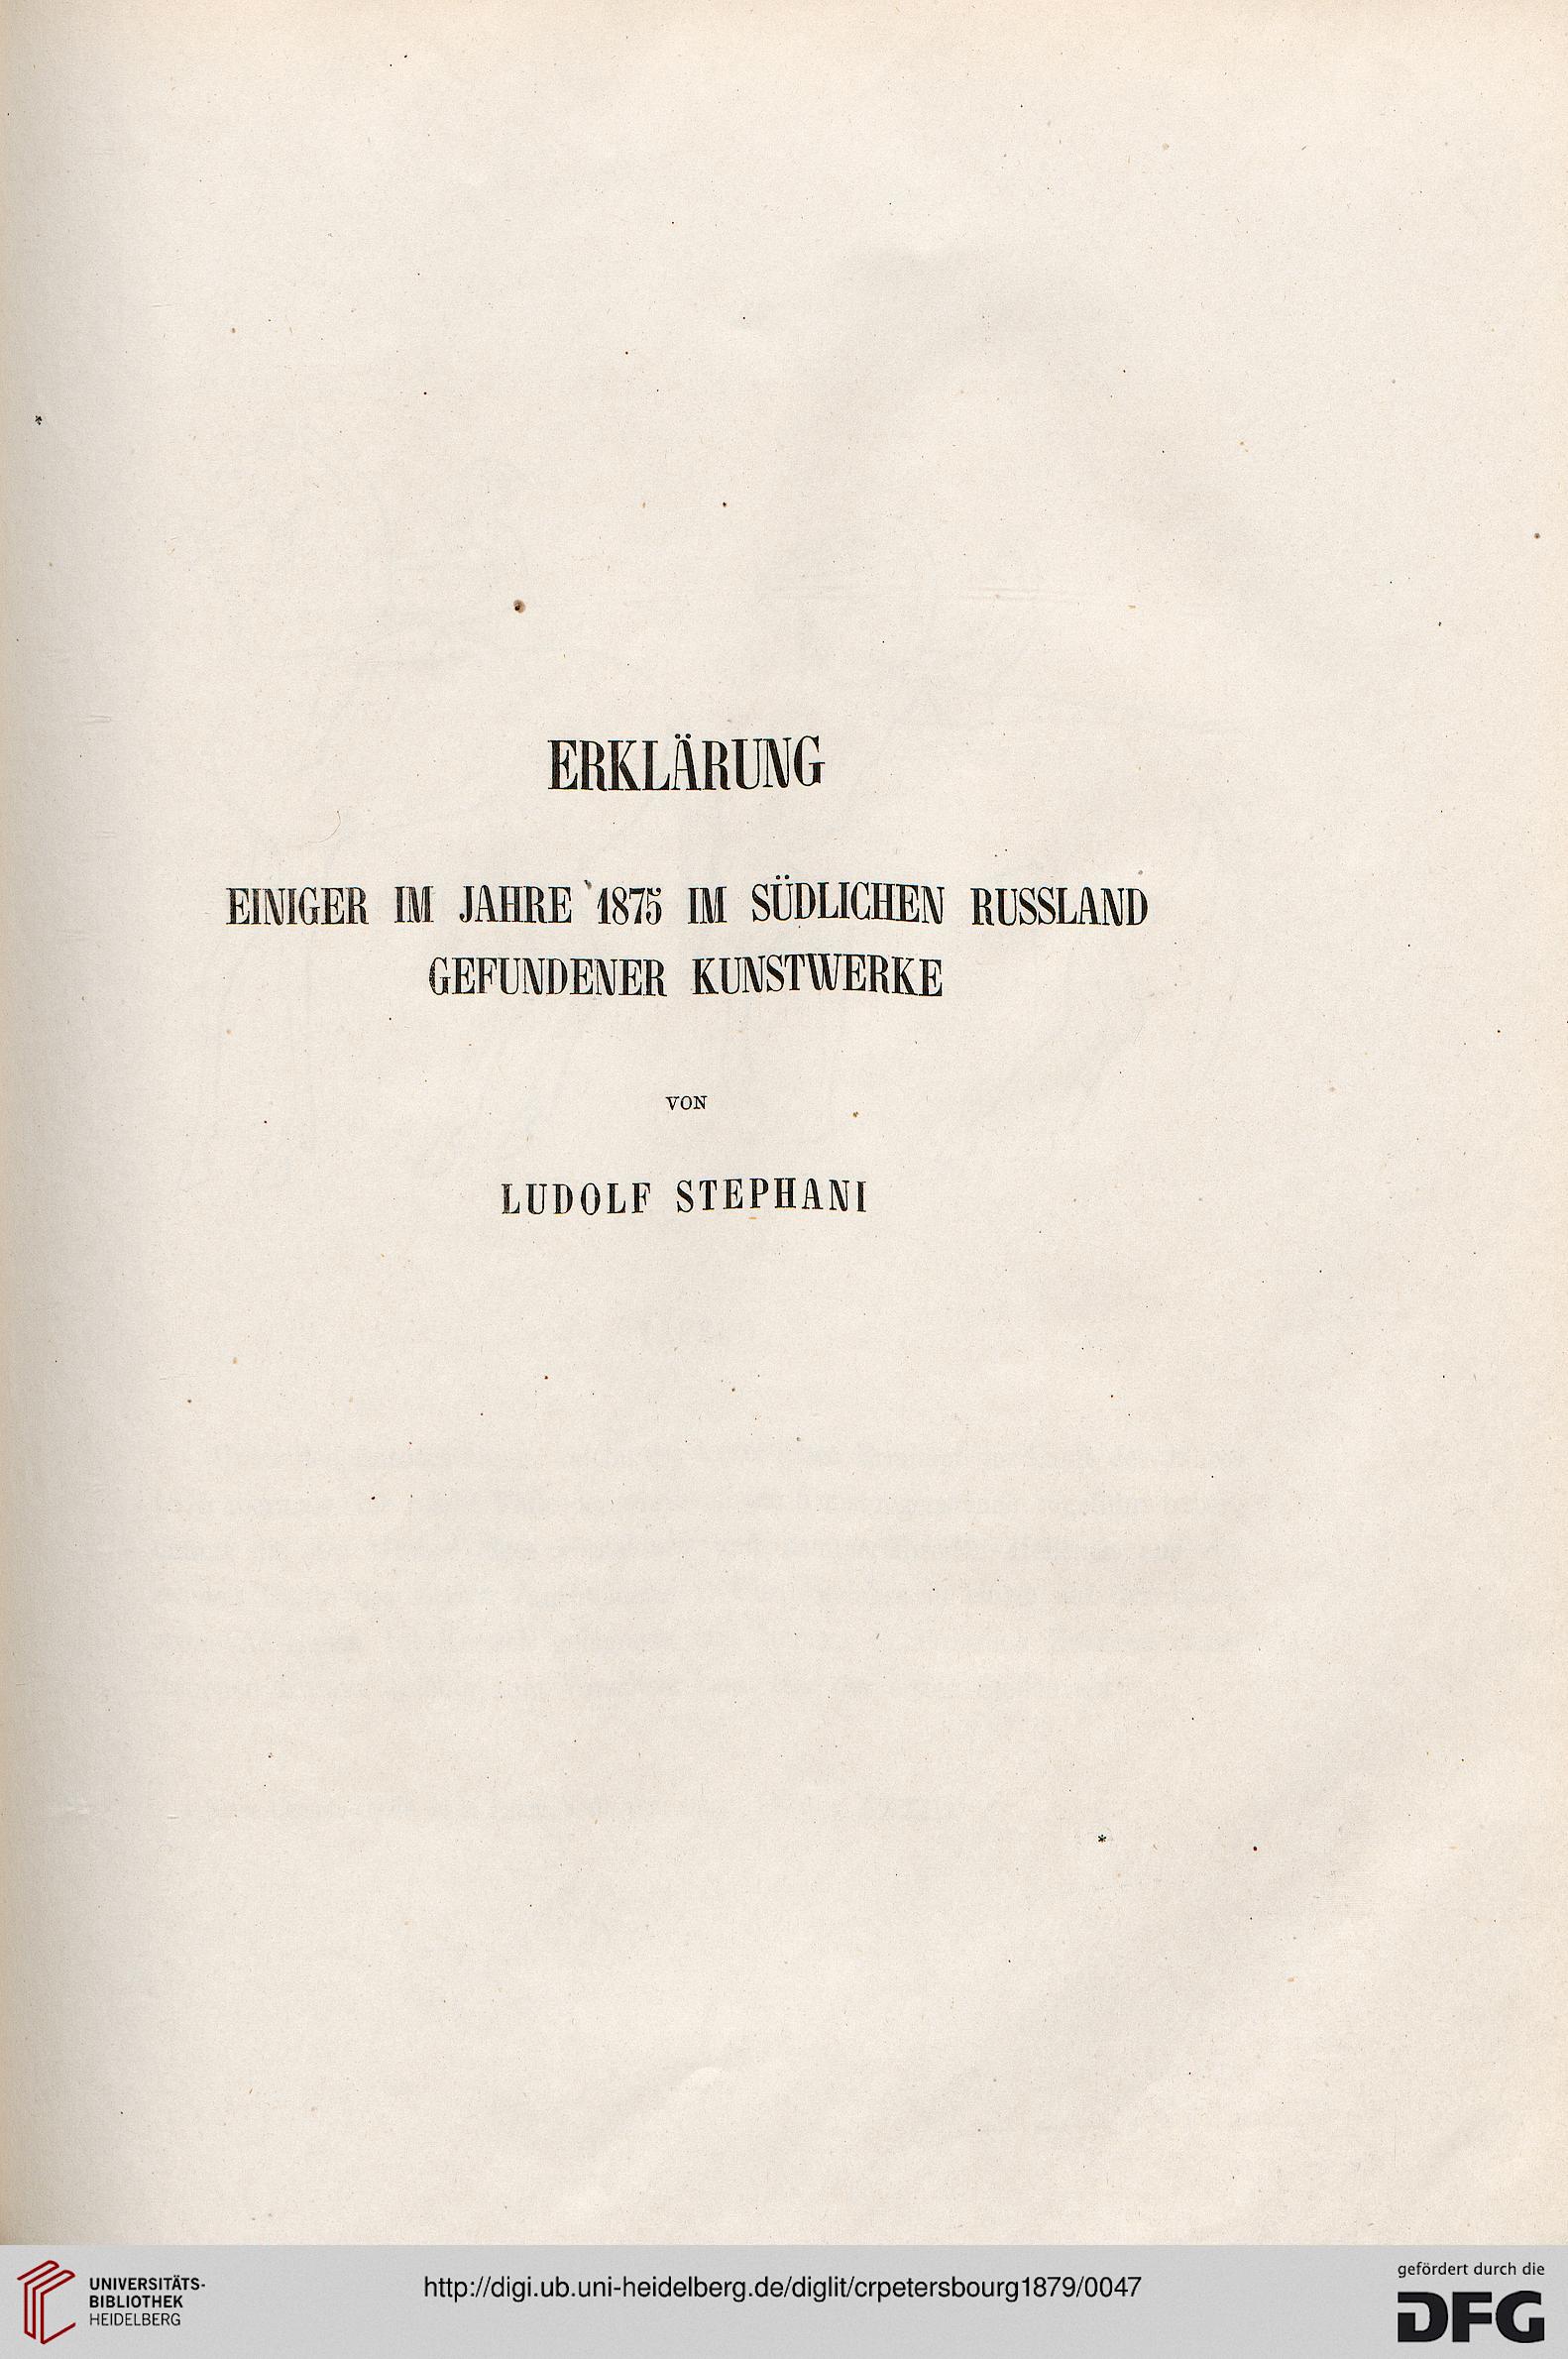 ERKLÄRUNG
EINIGER IM JAHRE 1875 IM SÜDLICHEN RUSSLAND
GEFUNDENER KUNSTWERKE
VON
LUDOLF STEPHANI
UNIVERSITÄTS-
BIBLIOTHEK
HEIDELBERG
http://digi.ub.uni-heidelberg.de/diglit/crpetersbourg1879/0047
gefördert durch die
DFG